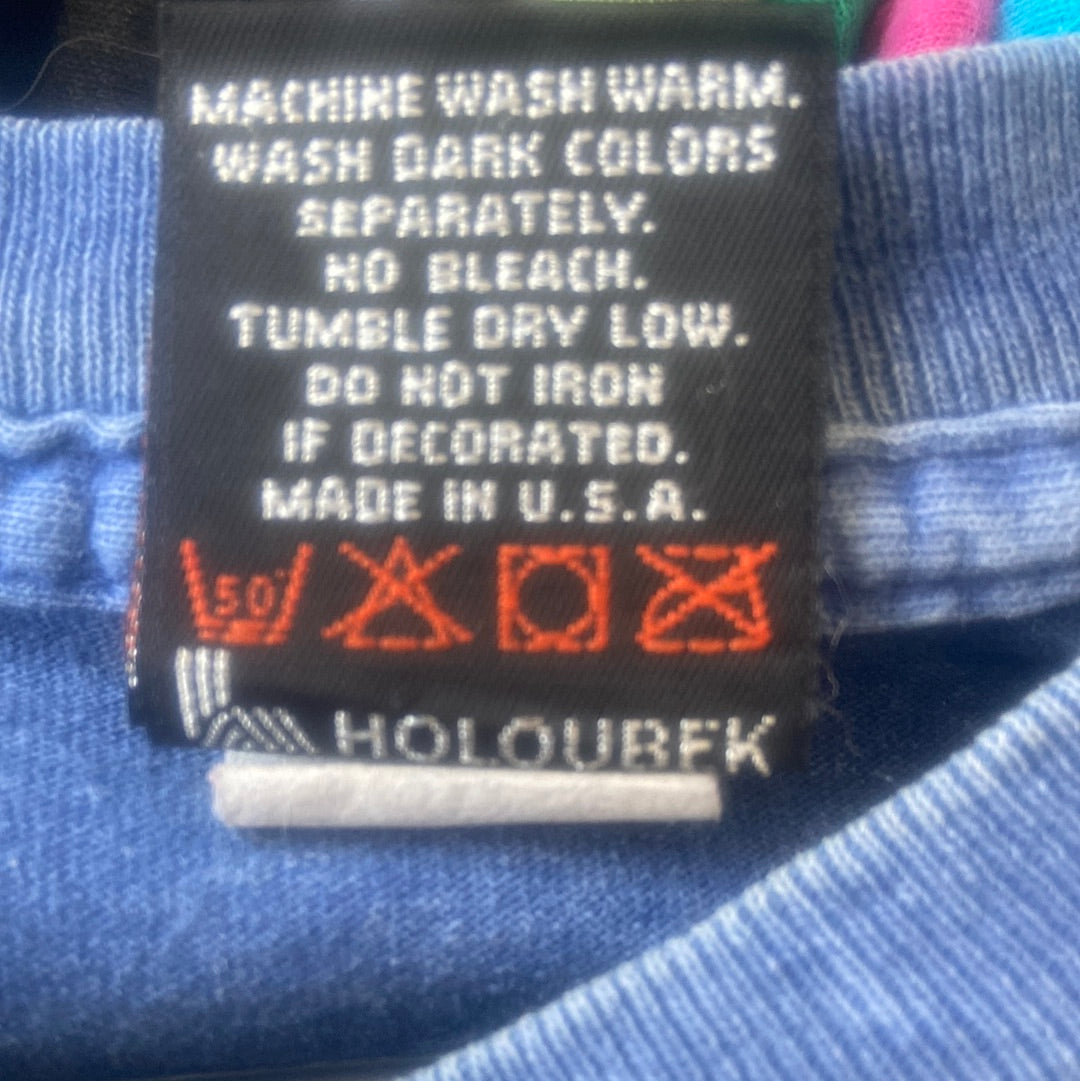 MACHINE WASH WARM.
WASH DARK COLORS
SEPARATELY.
NO BLEACH.
TUMBLE DRY LOW.
DO NOT IRON
IF DECORATED.
MADE IN U.S.A.
50°
HOLOUBEK